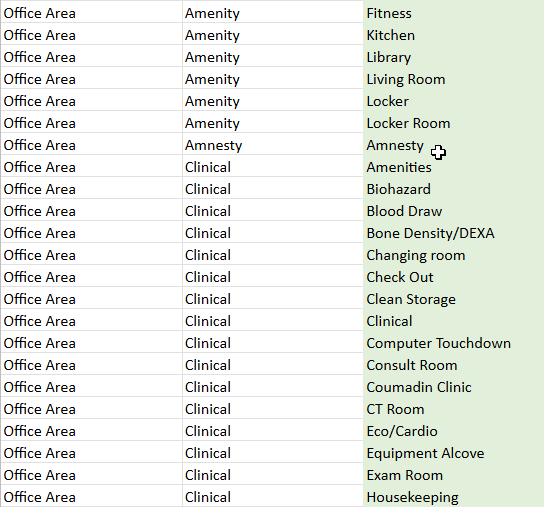 Office Area Amenity Fitness
Office Area Amenity Kitchen
Office Area Amenity Library
Office Area Amenity Living Room
Office Area Amenity Locker
Office Area Amenity Locker Room
Office Area Amnesty Amnesty
Office Area Clinical Amenities
Office Area Clinical Biohazard
Office Area Clinical Blood Draw
Office Area Clinical Bone Density/DEXA
Office Area Clinical Changing room
Office Area Clinical Check Out
Office Area Clinical Clean Storage
Office Area Clinical Clinical
Office Area Clinical Computer Touchdown
Office Area Clinical Consult Room
Office Area Clinical Coumadin Clinic
Office Area Clinical CT Room
Office Area Clinical Eco/Cardio
Office Area Clinical Equipment Alcove
Office Area Clinical Exam Room
Office Area Clinical Housekeeping